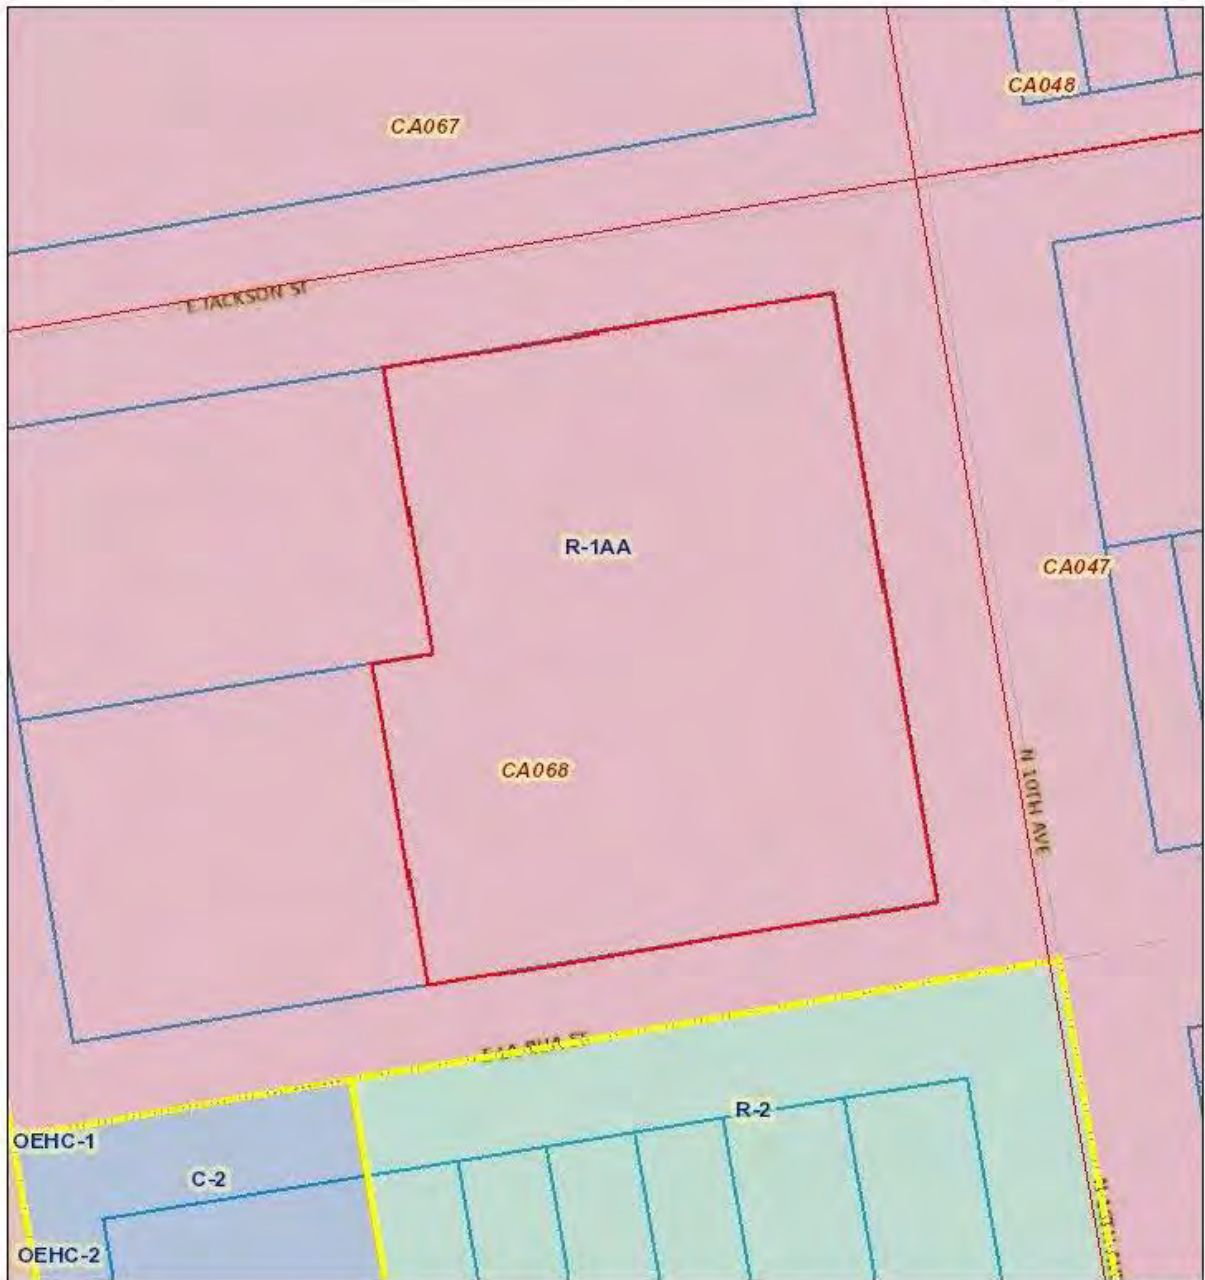 CA048
CA067
E JACKSON ST
R-1AA
CA047
CA068
N 10TH AVE
R-2
OEHC-1
C-2
OEHC-2